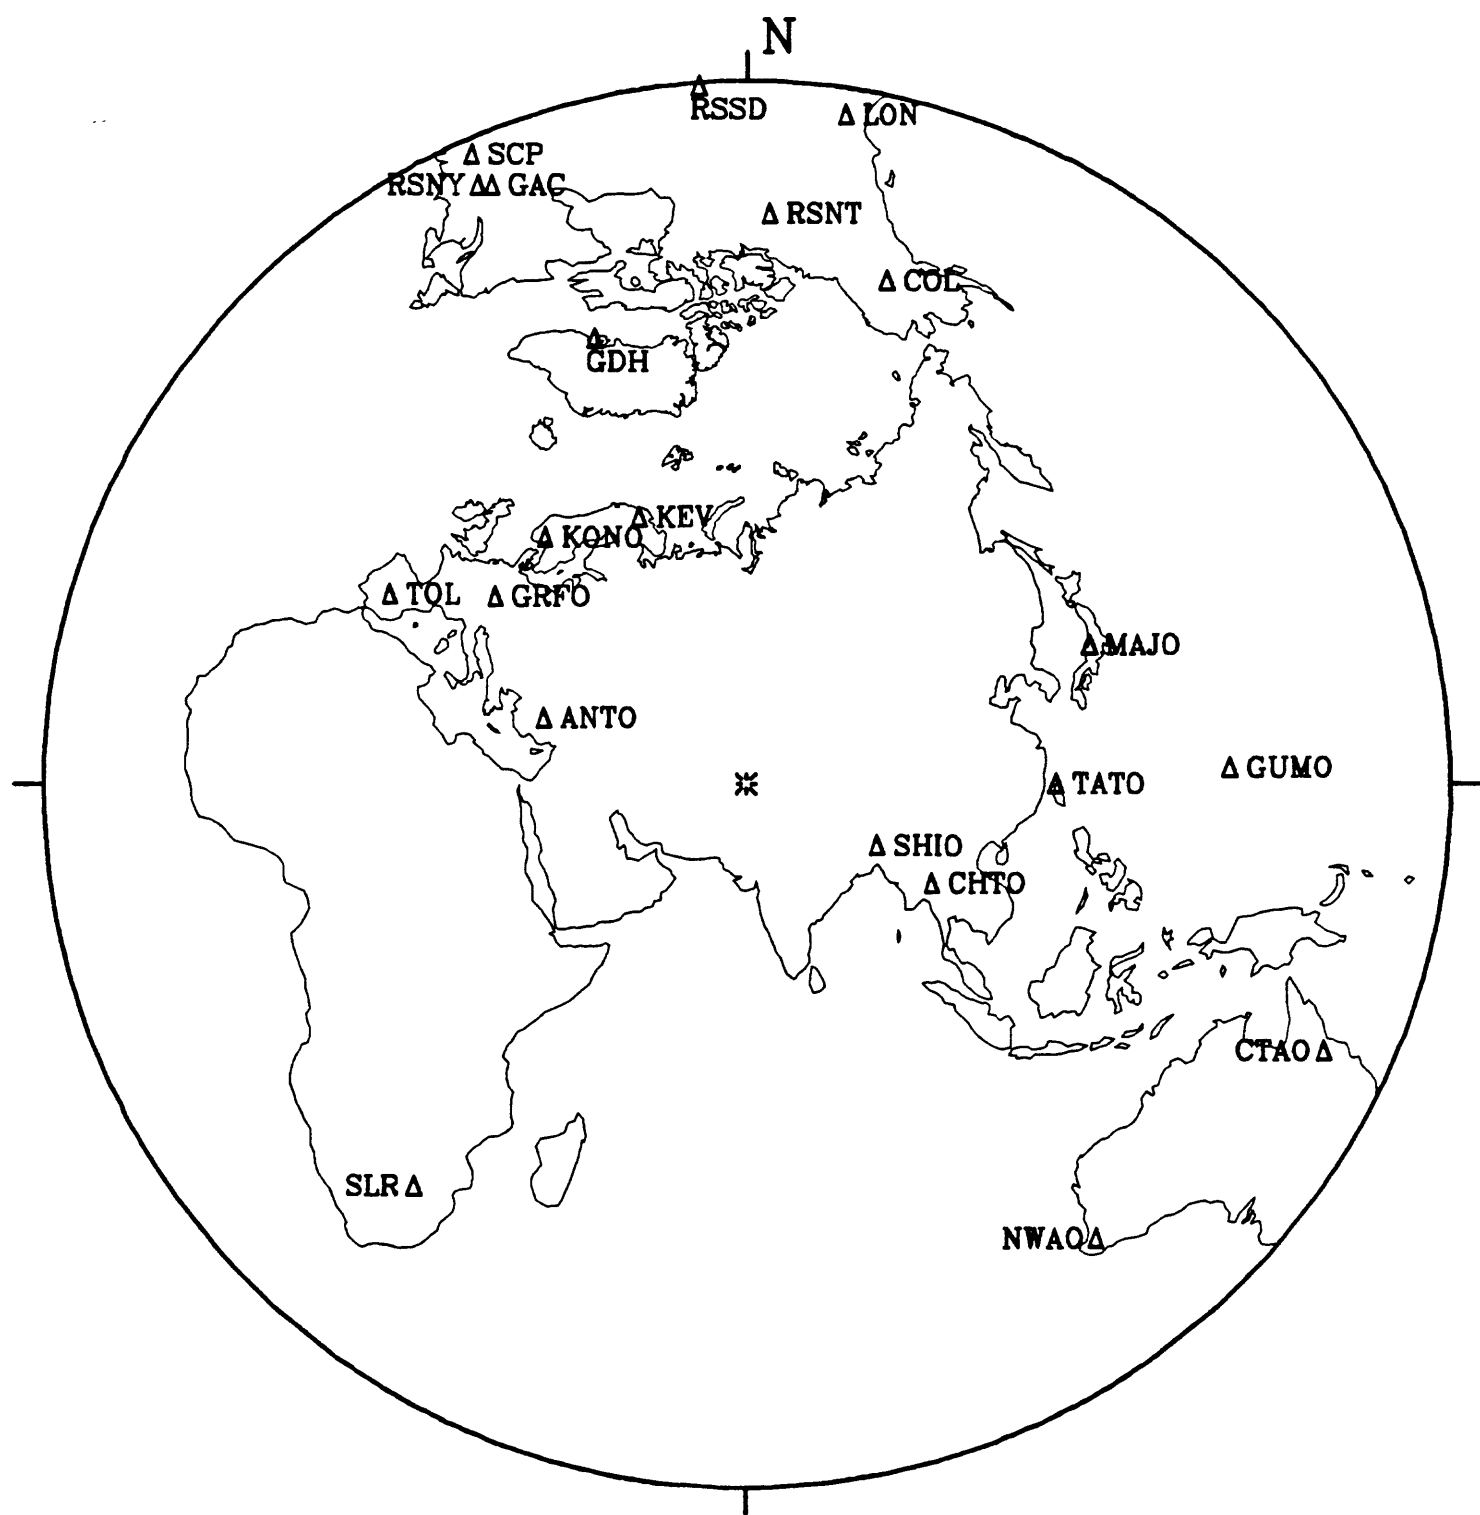 N
RSSD
LON
SCP
RSNY GAC
RSNT
COL
GDH
KEV
KONO
TOL GRFO
MAJO
ANTO
GUMO
TATO
SHIO
CHTO
CTAO
SLR
NWAO